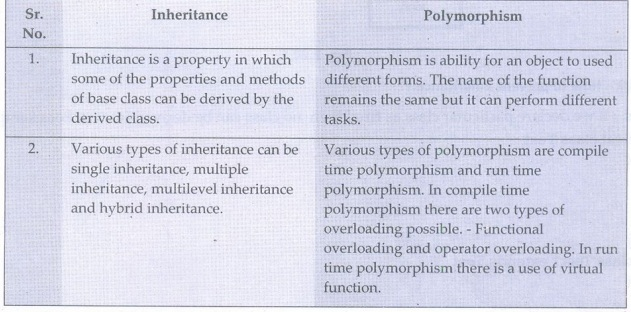 Sr. No.
Inheritance
Polymorphism
1.
Inheritance is a property in which
some of the properties and methods
of base class can be derived by the
derived class.
Polymorphism is ability for an object to used
different forms. The name of the function
remains the same but it can perform different
tasks.
2.
Various types of inheritance can be
single inheritance, multiple
inheritance, multilevel inheritance
and hybrid inheritance.
Various types of polymorphism are compile
time polymorphism and run time
polymorphism. In compile time
polymorphism there are two types of
overloading possible. - Functional
overloading and operator overloading. In run
time polymorphism there is a use of virtual
function.